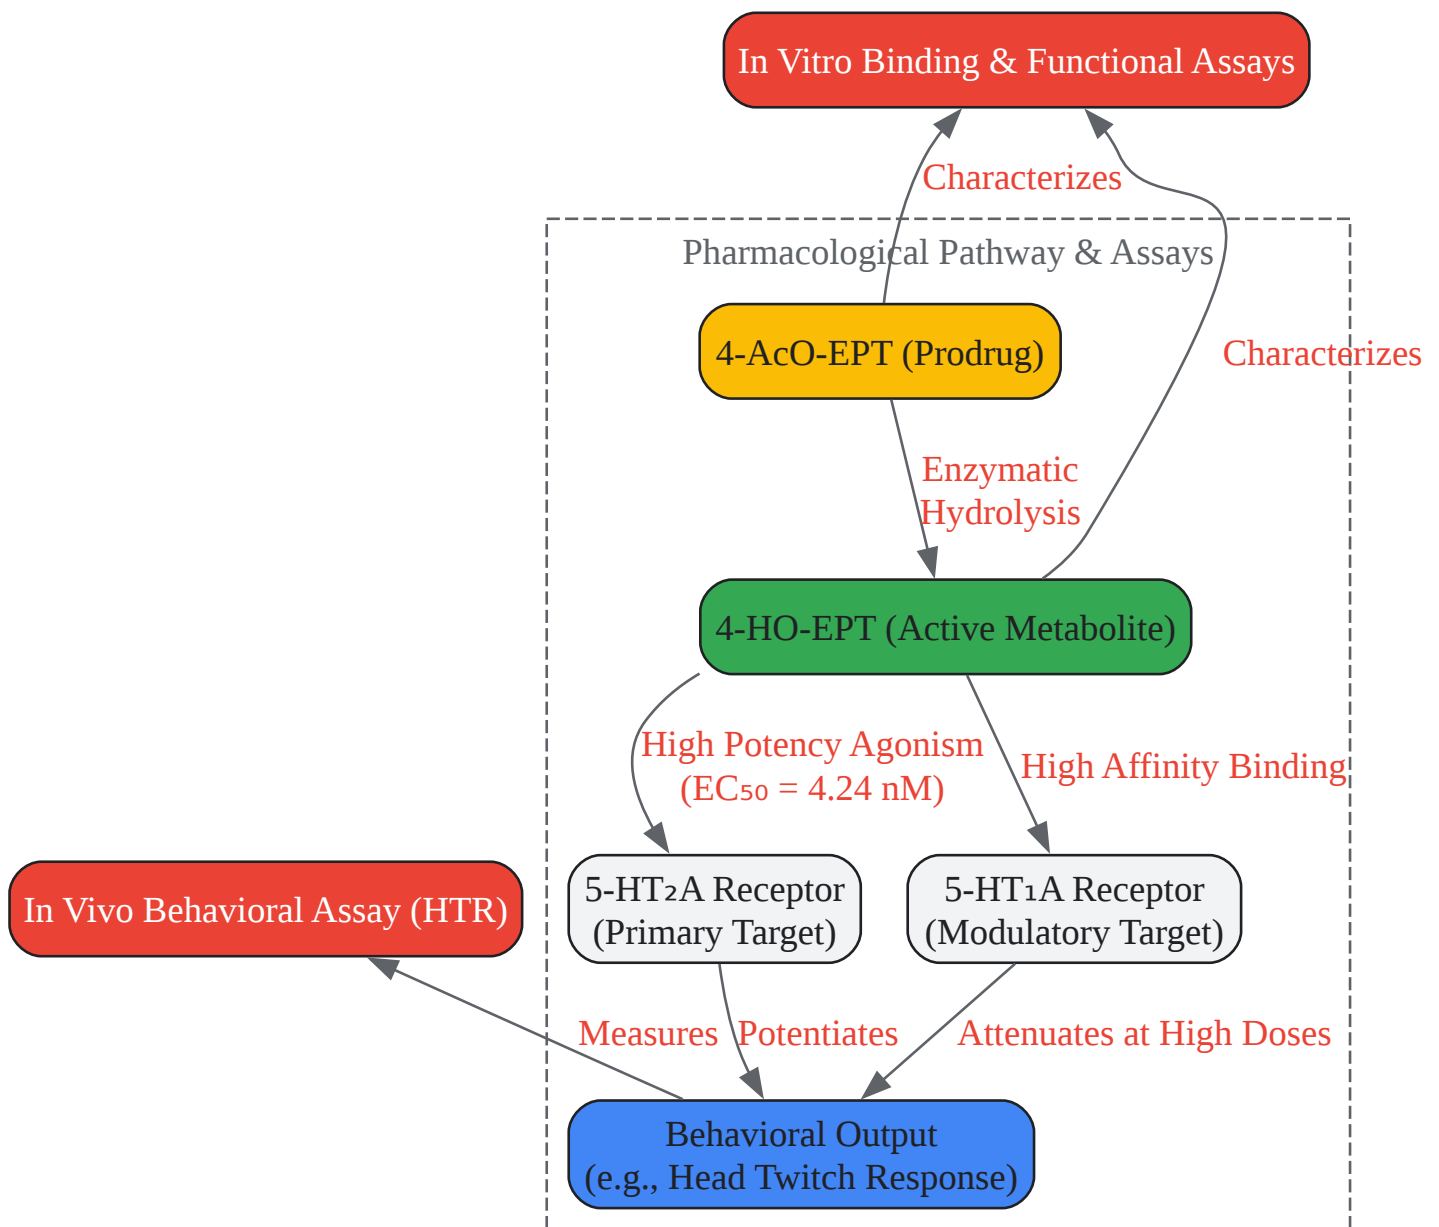 In Vitro Binding & Functional Assays
Characterizes
Pharmacological Pathway & Assays
4-AcO-EPT (Prodrug)
Characterizes
Enzymatic
Hydrolysis
4-HO-EPT (Active Metabolite)
High Potency Agonism
(EC₅₀ = 4.24 nM)
High Affinity Binding
In Vivo Behavioral Assay (HTR)
5-HT₂A Receptor
(Primary Target)
5-HT₁A Receptor
(Modulatory Target)
Measures
Potentiates
Attenuates at High Doses
Behavioral Output
(e.g., Head Twitch Response)